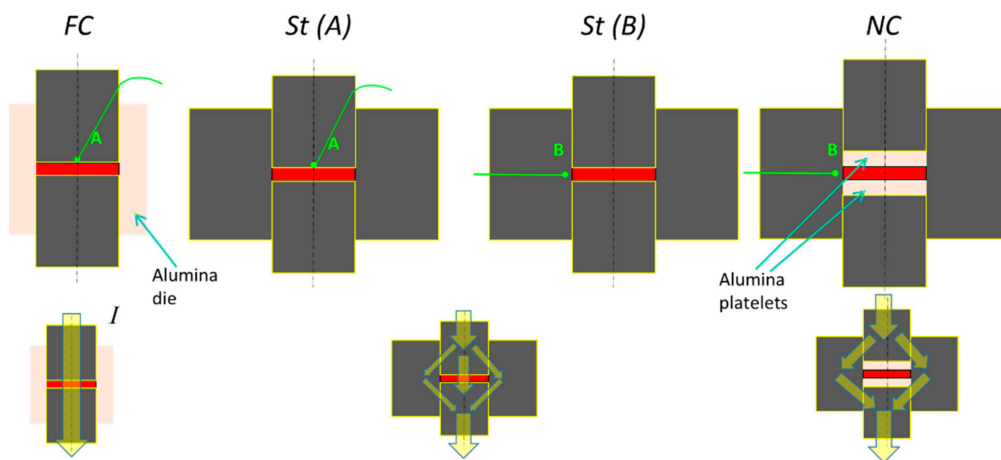 FC
St (A)
St (B)
NC
A
A
B
B
Alumina
die
Alumina
platelets
I